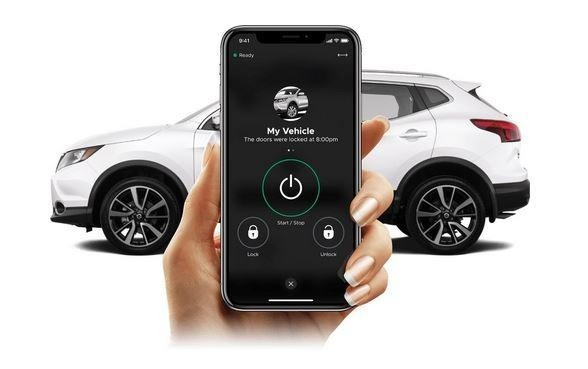 9:41
Ready
My Vehicle
The doors were locked at 8:00pm
Start / Stop
Lock
Unlock